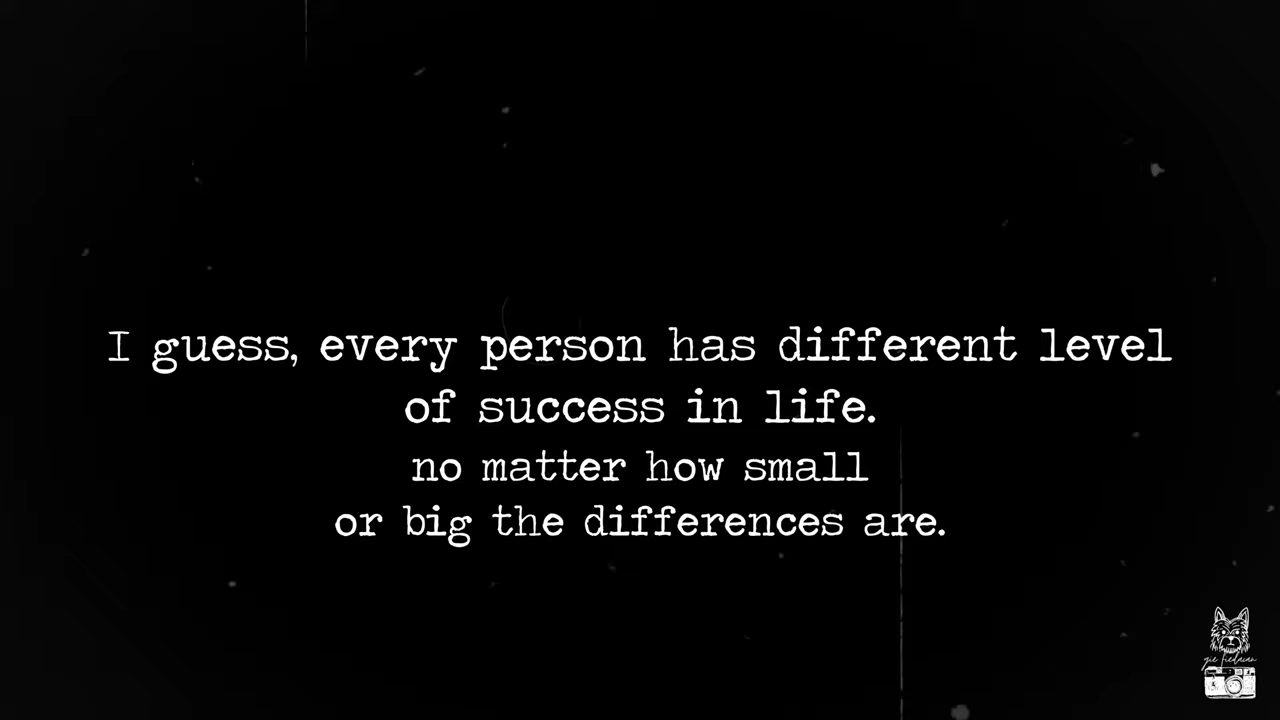 I guess, every person has different level
of success in life.
no matter how small
or big the differences are.